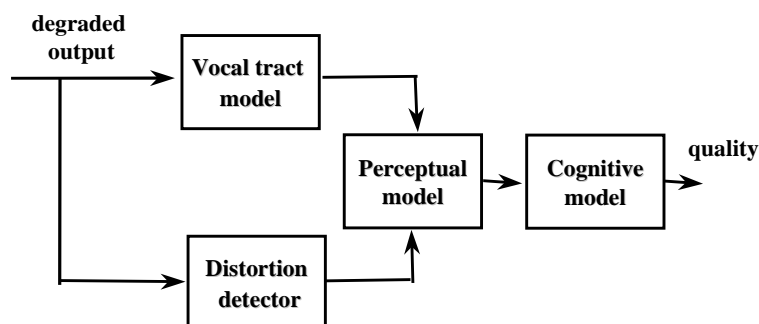 degraded
output
Vocal tract
model
Perceptual
model
Cognitive
model
quality
Distortion
detector